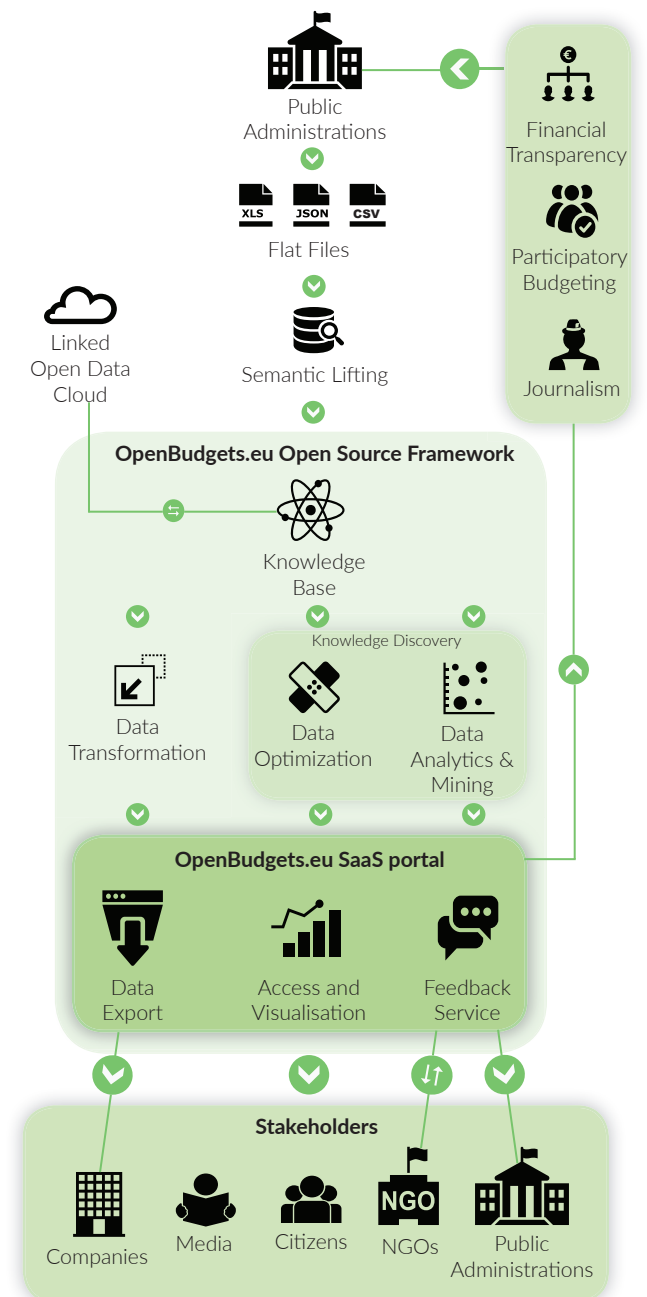 Public
Administrations
XLS JSON CSV
Flat Files
Semantic Lifting
Linked
Open Data
Cloud
€
Financial
Transparency
Participatory
Budgeting
Journalism
OpenBudgets.eu Open Source Framework
Knowledge
Base
Knowledge Discovery
Data
Transformation
Data
Optimization
Data
Analytics &
Mining
OpenBudgets.eu SaaS portal
Data
Export
Access and
Visualisation
Feedback
Service
Stakeholders
Companies
Media
Citizens
NGO
NGOs
Public
Administrations